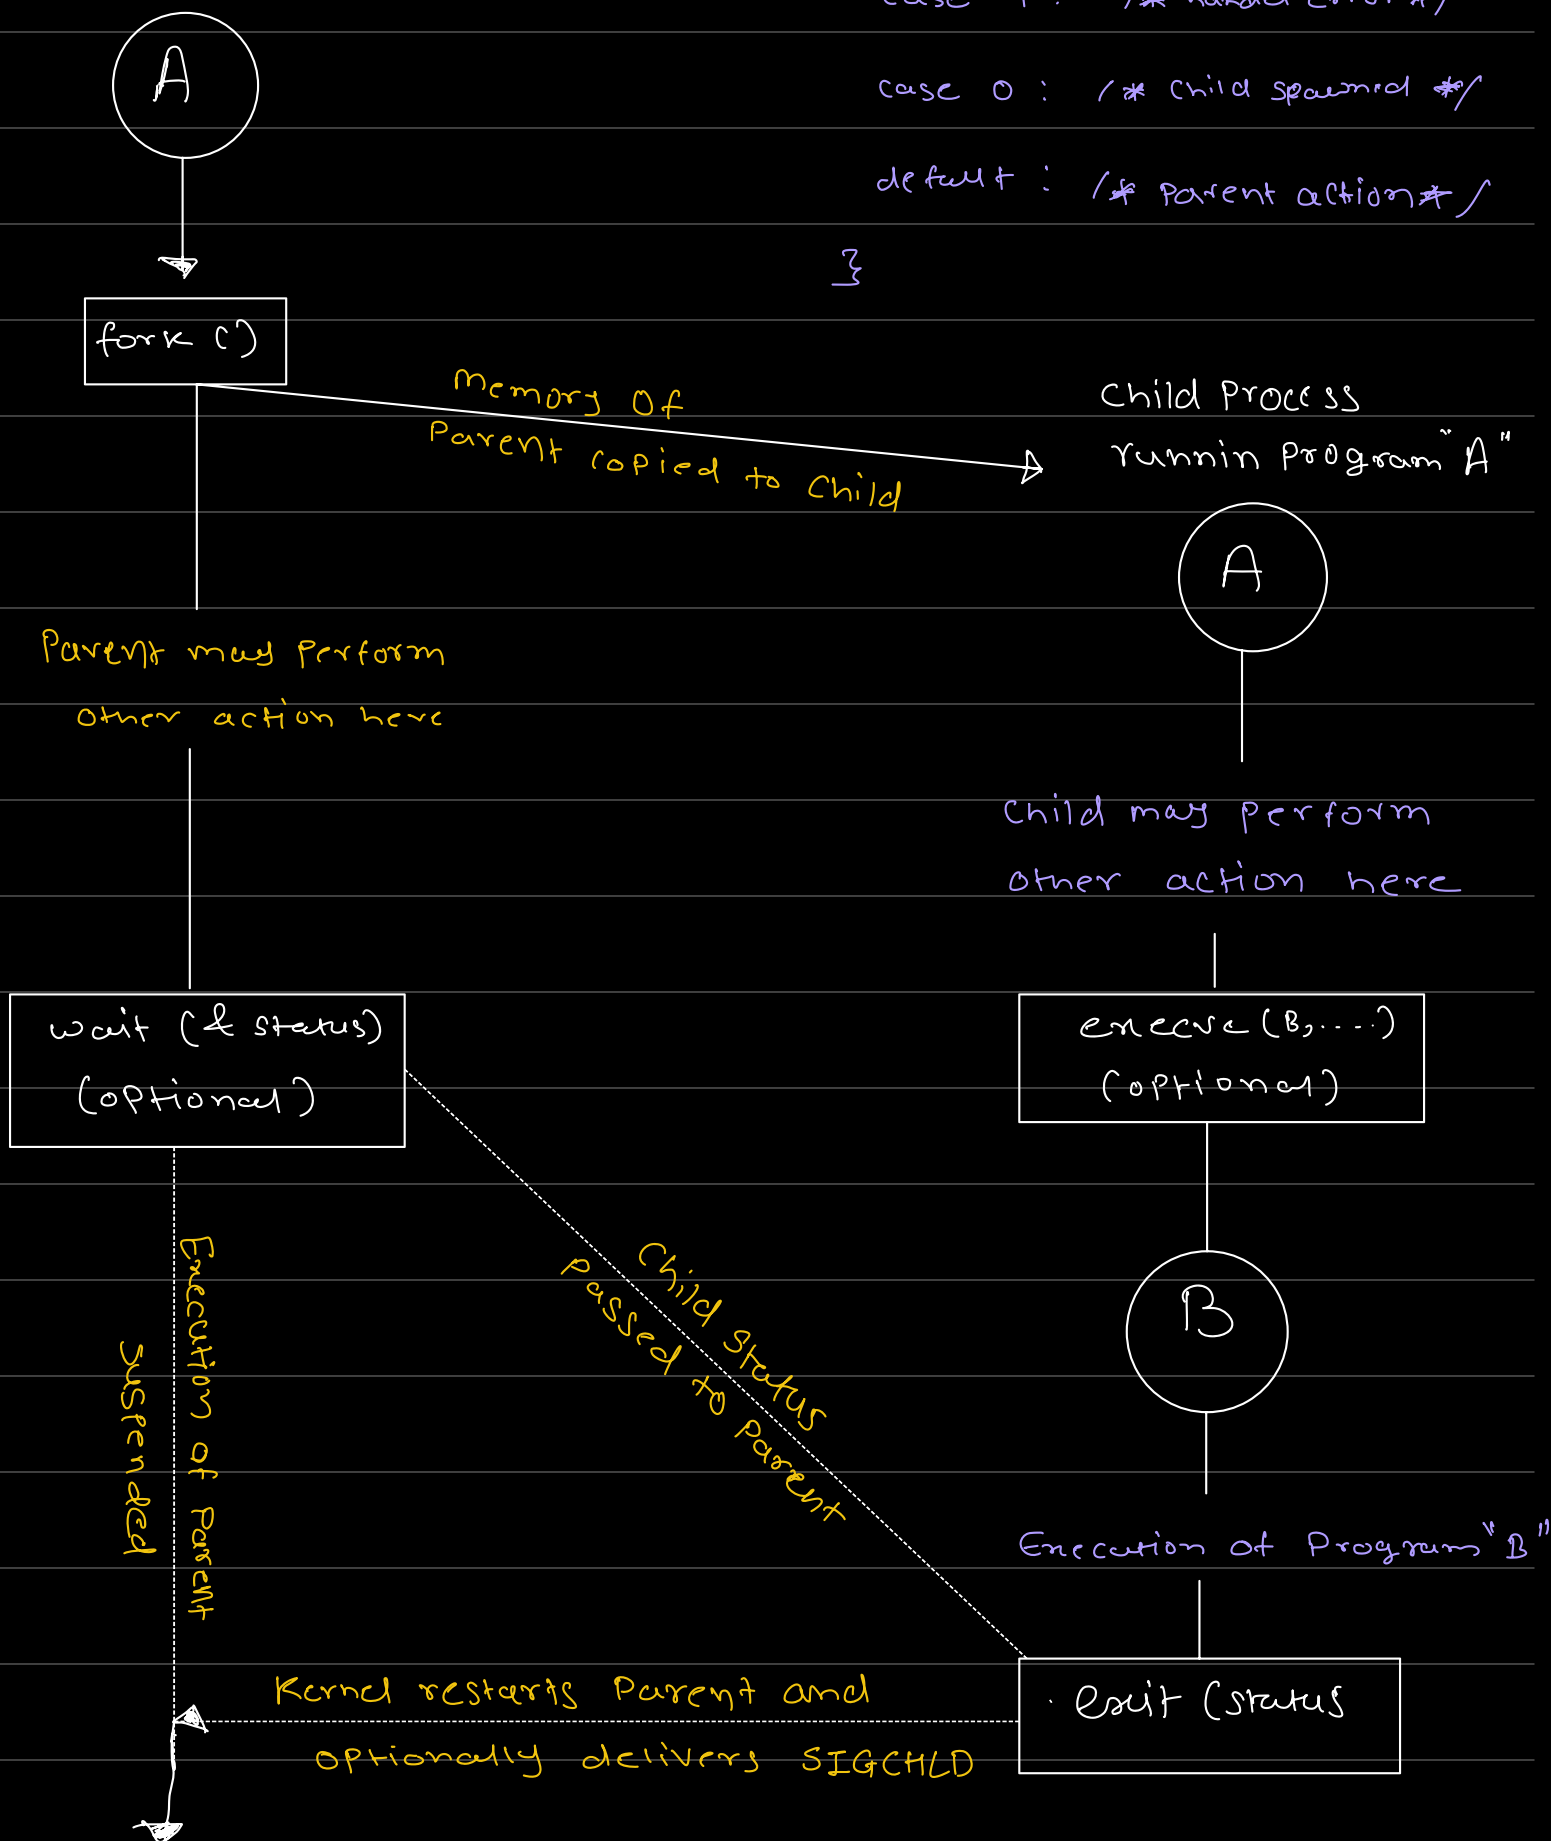 case
case 0 : /* child spawned */
default : /* Parent action */
}
A
fork ()
Memory Of
Parent copied to Child
Child Process
runnin Program "A"
A
Parent may Perform
other action here
Child may perform
other action here
wait (& status)
(optional)
execve (B, ....)
(optional)
B
Execution of Parent
suspended
Child Status
Passed to Parent
Execution of Program "B"
exit (status
Kernel restarts Parent and
optionally delivers SIGCHLD